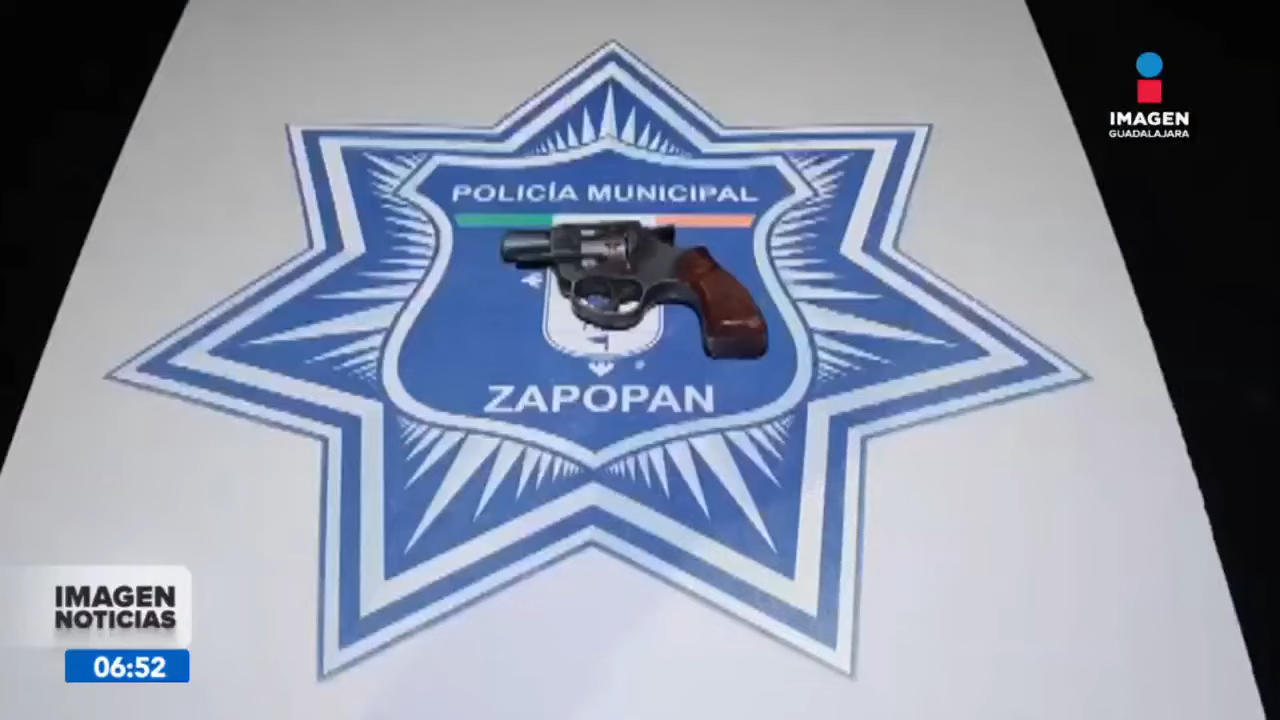 IMAGEN
GUADALAJARA
POLICÍA MUNICIPAL
ZAPOPAN
IMAGEN
NOTICIAS
06:52